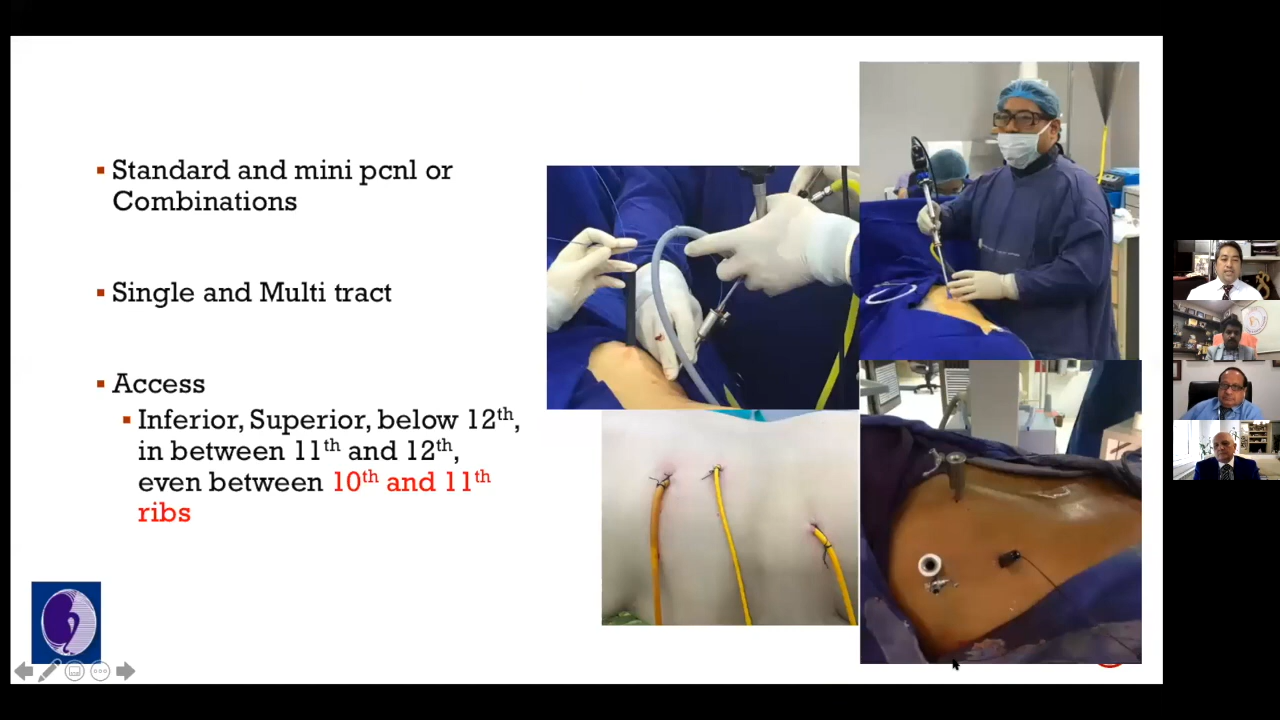 ▪ Standard and mini pcnl or
Combinations
▪ Single and Multi tract
▪ Access
▪ Inferior, Superior, below 12th,
in between 11th and 12th,
even between 10th and 11th
ribs